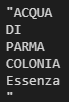 "ACQUA
DI
PARMA
COLONIA
Essenza
"